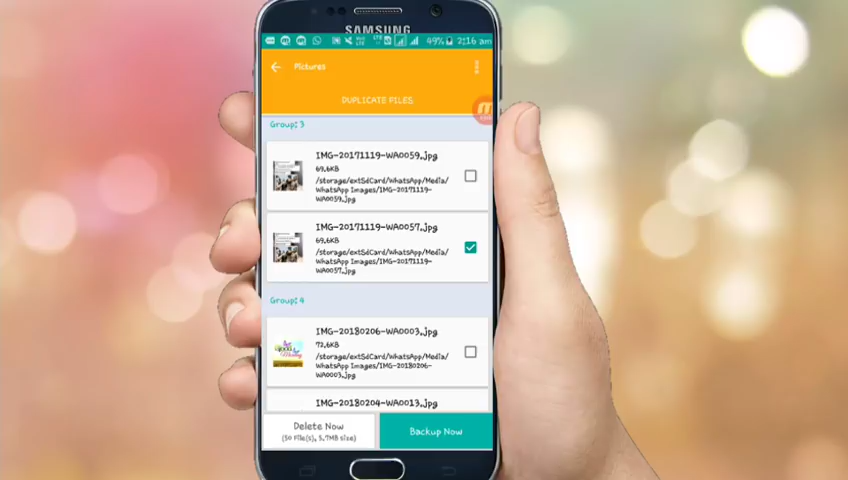 SAMSUNG
49% 2:16 am
Pictures
DUPLICATE FILES
Group: 3
IMG-20171119-WA0059.jpg
69.6KB
/storage/extSdCard/WhatsApp/Media/
WhatsApp Images/IMG-20171119-
WA0059.jpg
IMG-20171119-WA0057.jpg
69.6KB
/storage/extSdCard/WhatsApp/Media/
WhatsApp Images/IMG-20171119-
WA0057.jpg
Group: 4
IMG-20180206-WA0003.jpg
72.6KB
/storage/extSdCard/WhatsApp/Media/
WhatsApp Images/IMG-20180206-
WA0003.jpg
IMG-20180204-WA0013.jpg
Delete Now
(50 File(s), 5.7MB Size)
Backup Now